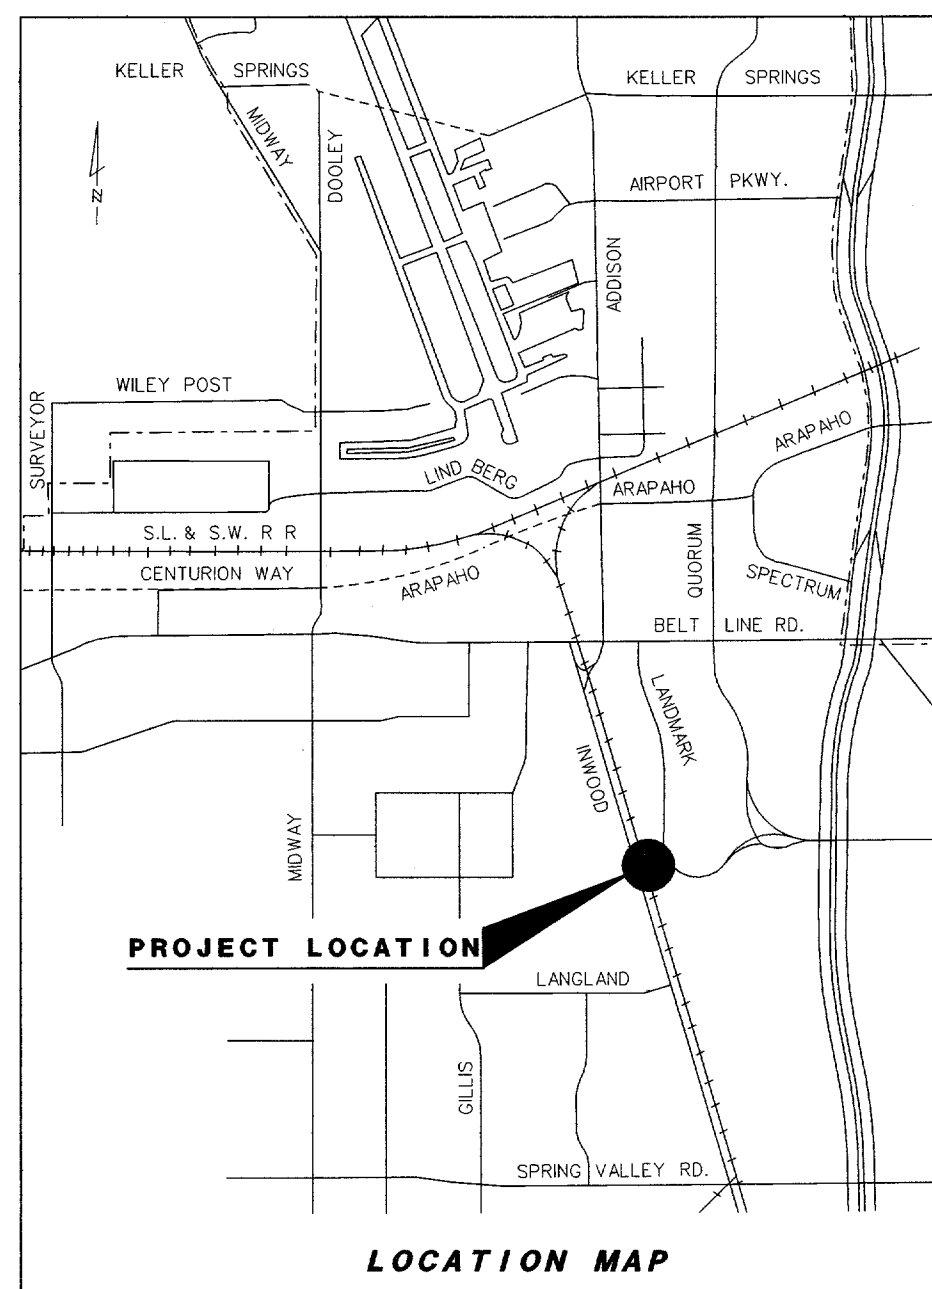 KELLER SPRINGS
KELLER SPRINGS
MIDWAY
DOOLEY
N
AIRPORT PKWY.
ADDISON
WILEY POST
SURVEYOR
LIND BERG
ARAPAHO
ARAPAHO
S.L. & S.W. R R
QUORUM
CENTURION WAY
ARAPAHO
SPECTRUM
BELT LINE RD.
LANDMARK
INWOOD
MIDWAY
PROJECT LOCATION
LANGLAND
GILLIS
SPRING VALLEY RD.
LOCATION MAP